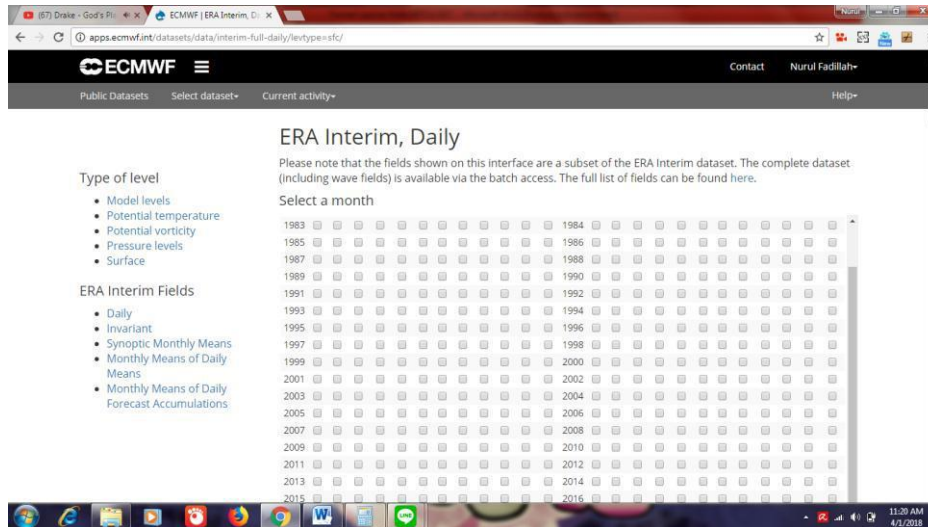 (67) Drake - God's Pla
ECMWF | ERA Interim, Da
Nurul
apps.ecmwf.int/datasets/data/interim-full-daily/levtype=sfc/
ECMWF
Contact
Nurul Fadillah
Public Datasets
Select dataset
Current activity
Help
ERA Interim, Daily
Please note that the fields shown on this interface are a subset of the ERA Interim dataset. The complete dataset
(including wave fields) is available via the batch access. The full list of fields can be found here.
Type of level
Model levels
Potential temperature
Potential vorticity
Pressure levels
Surface
ERA Interim Fields
Daily
Invariant
Synoptic Monthly Means
Monthly Means of Daily
Means
Monthly Means of Daily
Forecast Accumulations
Select a month
1983 1984
1985 1986
1987 1988
1989 1990
1991 1992
1993 1994
1995 1996
1997 1998
1999 2000
2001 2002
2003 2004
2005 2006
2007 2008
2009 2010
2011 2012
2013 2014
2015 2016
LINE
11:20 AM
4/1/2018